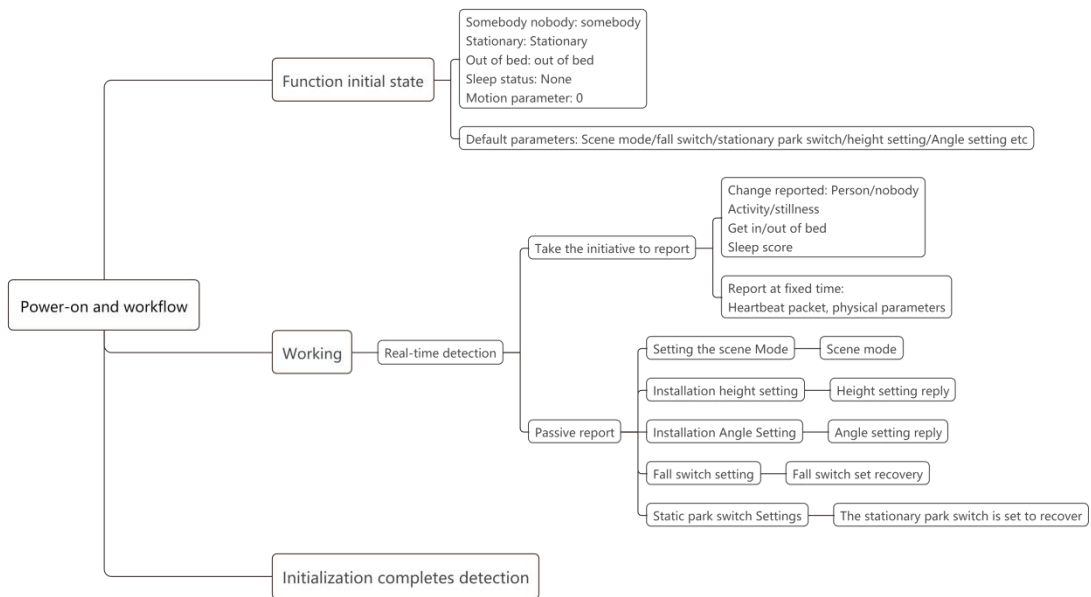 Power-on and workflow
Function initial state
Somebody nobody: somebody
Stationary: Stationary
Out of bed: out of bed
Sleep status: None
Motion parameter: 0
Default parameters: Scene mode/fall switch/stationary park switch/height setting/Angle setting etc
Working
Real-time detection
Take the initiative to report
Change reported: Person/nobody
Activity/stillness
Get in/out of bed
Sleep score
Report at fixed time:
Heartbeat packet, physical parameters
Passive report
Setting the scene Mode
Scene mode
Installation height setting
Height setting reply
Installation Angle Setting
Angle setting reply
Fall switch setting
Fall switch set recovery
Static park switch Settings
The stationary park switch is set to recover
Initialization completes detection